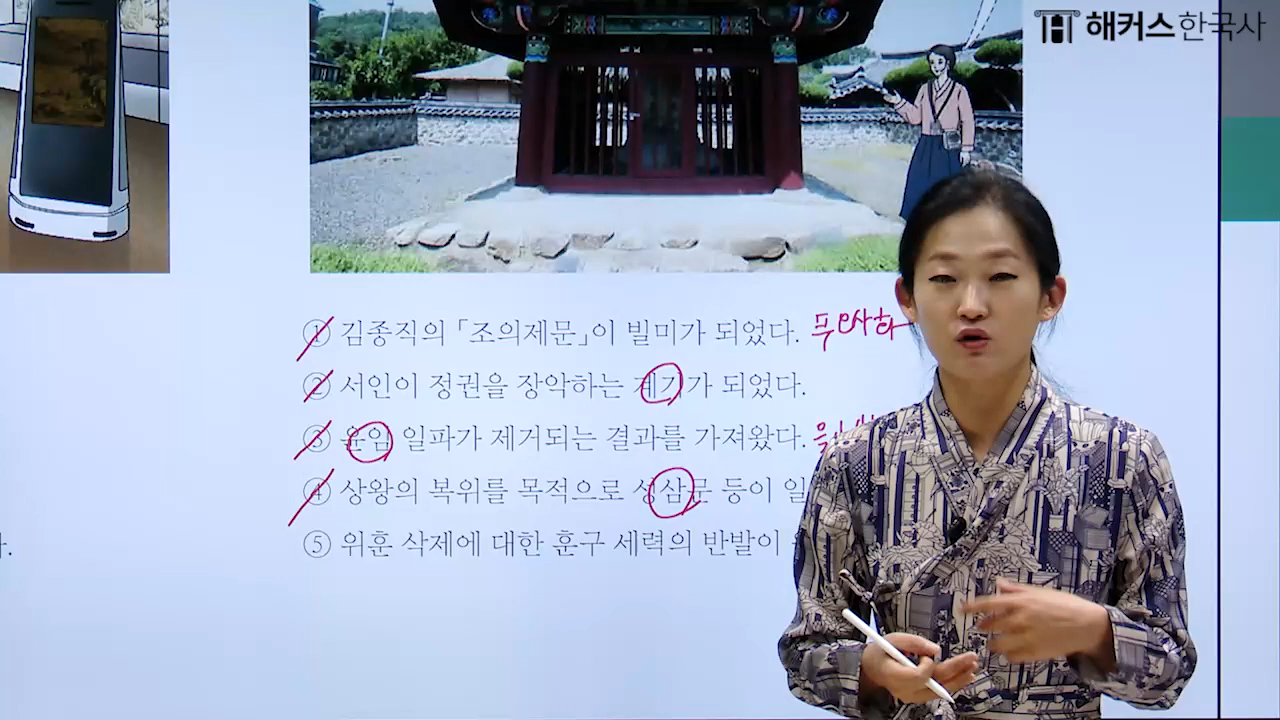 해커스한국사
① 김종직의 「조의제문」이 빌미가 되었다. 무오사화
② 서인이 정권을 장악하는 계기가 되었다.
③ 윤임 일파가 제거되는 결과를 가져왔다.
④ 상왕의 복위를 목적으로 성삼문 등이 일
⑤ 위훈 삭제에 대한 훈구 세력의 반발이